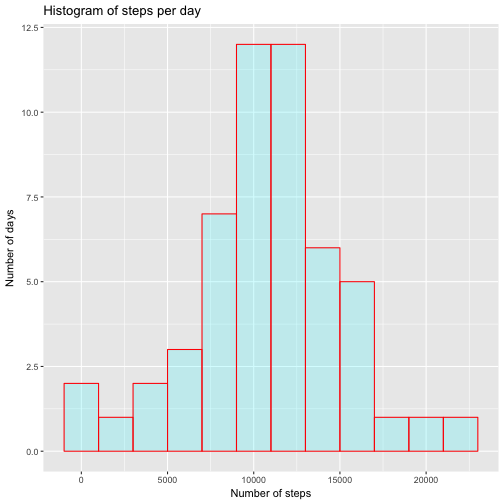 Histogram of steps per day
12.5
10.0
7.5
5.0
2.5
0.0
Number of days
0 5000 10000 15000 20000
Number of steps